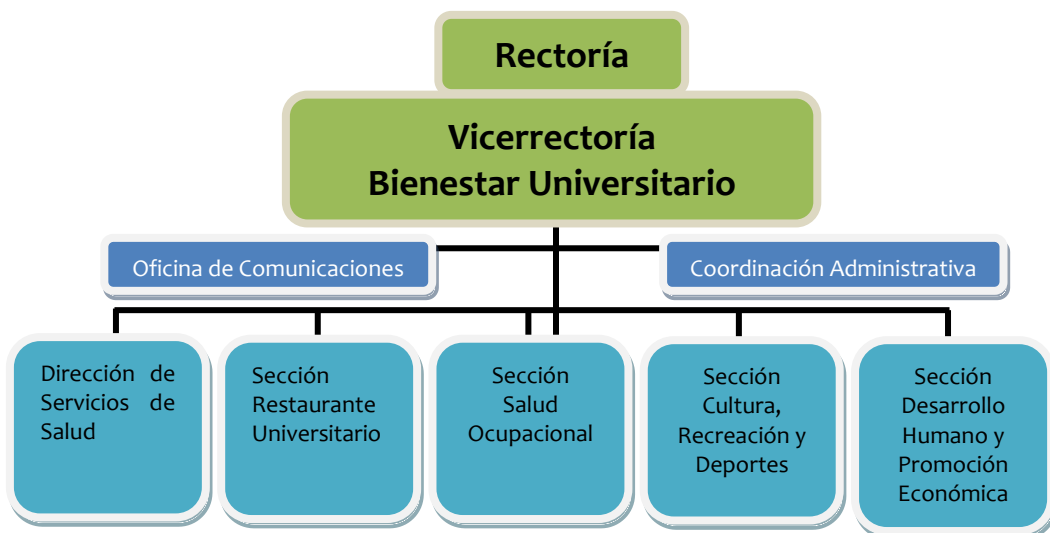 Rectoría
Vicerrectoría
Bienestar Universitario
Oficina de Comunicaciones
Coordinación Administrativa
Dirección de
Servicios de
Salud
Sección
Restaurante
Universitario
Sección
Salud
Ocupacional
Sección
Cultura,
Recreación y
Deportes
Sección
Desarrollo
Humano y
Promoción
Económica